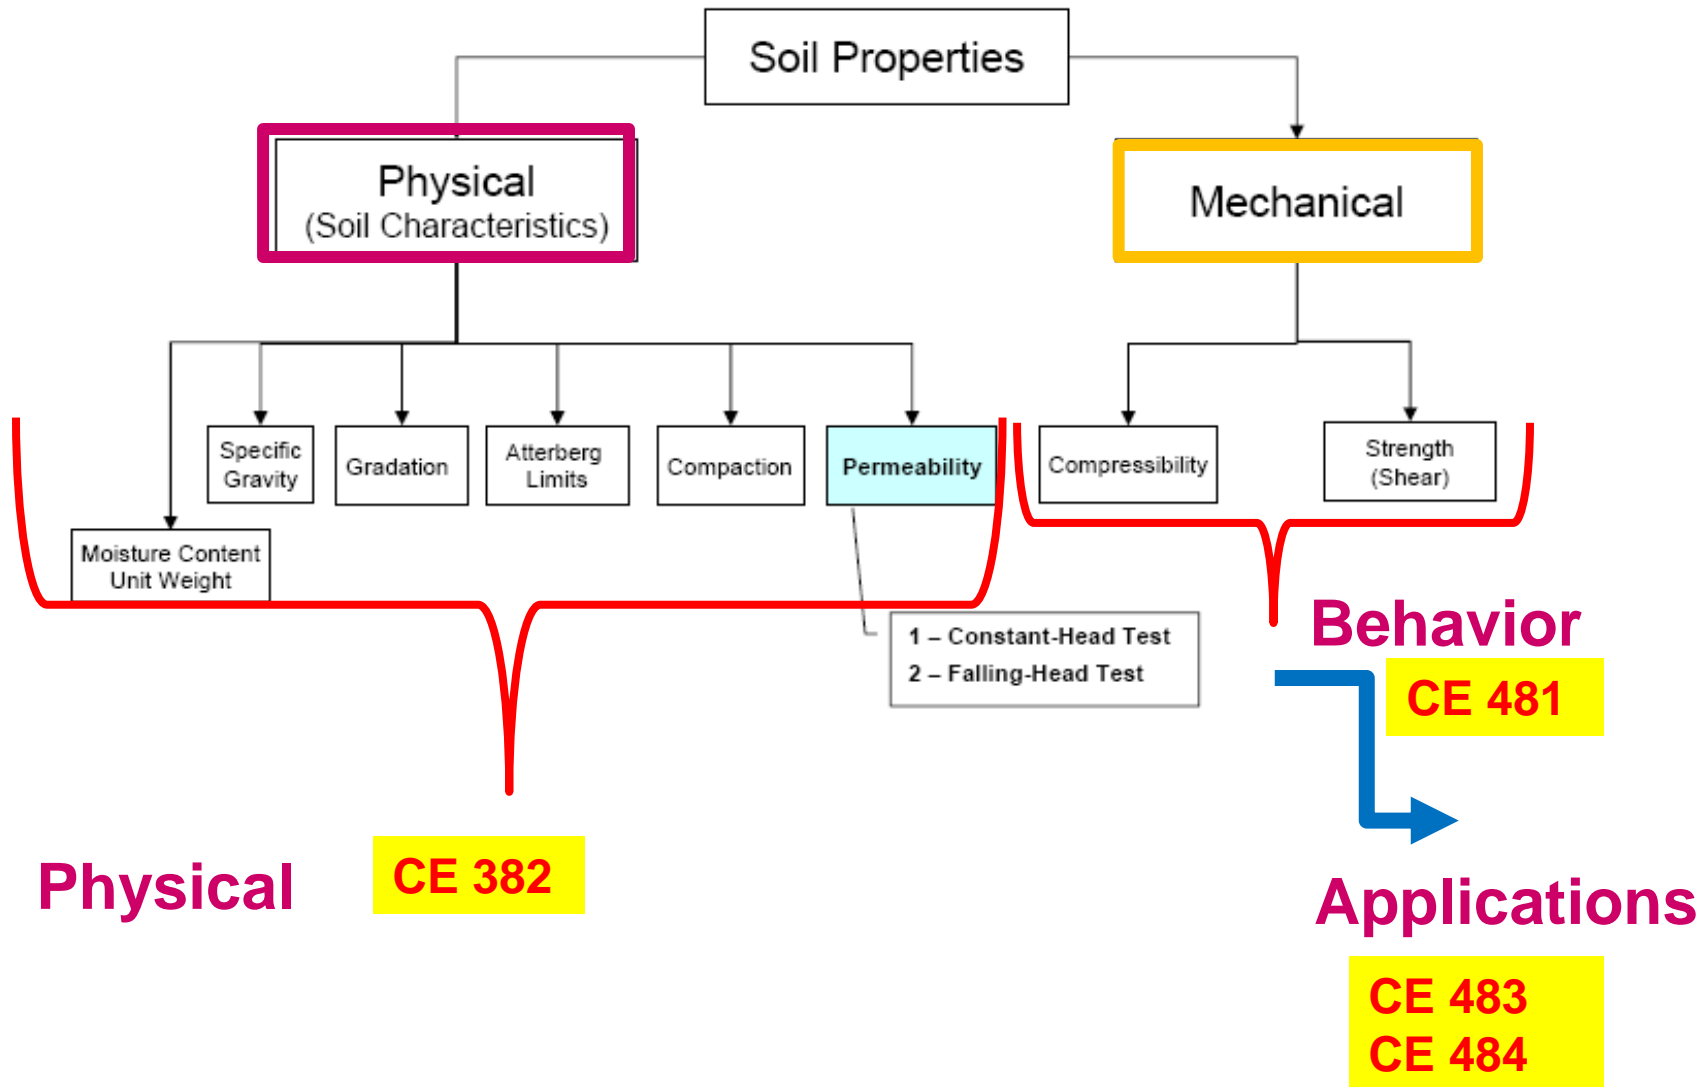 Soil Properties
Physical
(Soil Characteristics)
Mechanical
Specific
Gravity
Gradation
Atterberg
Limits
Compaction
Permeability
Compressibility
Strength
(Shear)
Moisture Content
Unit Weight
1 – Constant-Head Test
2 – Falling-Head Test
Behavior
CE 481
Physical
CE 382
Applications
CE 483
CE 484